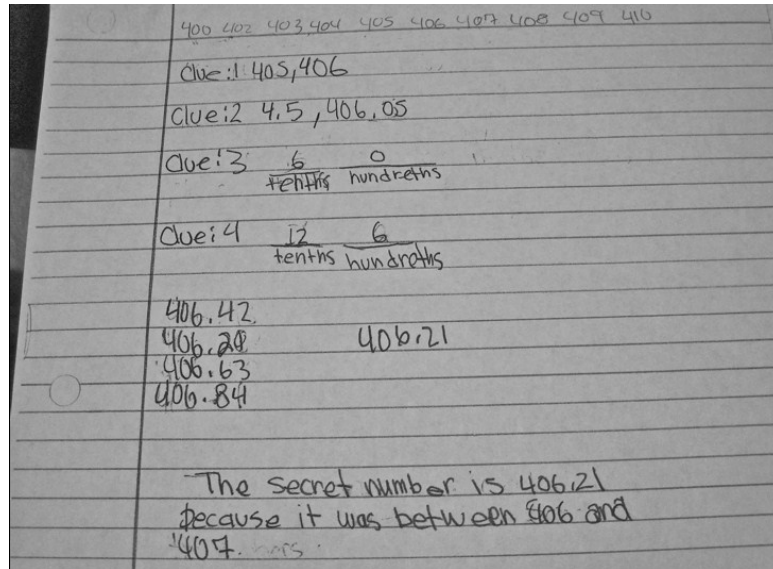 400 402 403 404 405 406 407 408 409 410
Clue:1 405,406
Clue:2 4.5, 406.05
Clue:3 6 0
tenths hundreths
Clue:4 12 6
tenths hundreths
406.42
406.21
406.63
406.84
406.21
The secret number is 406.21
because it was between 406 and
407.